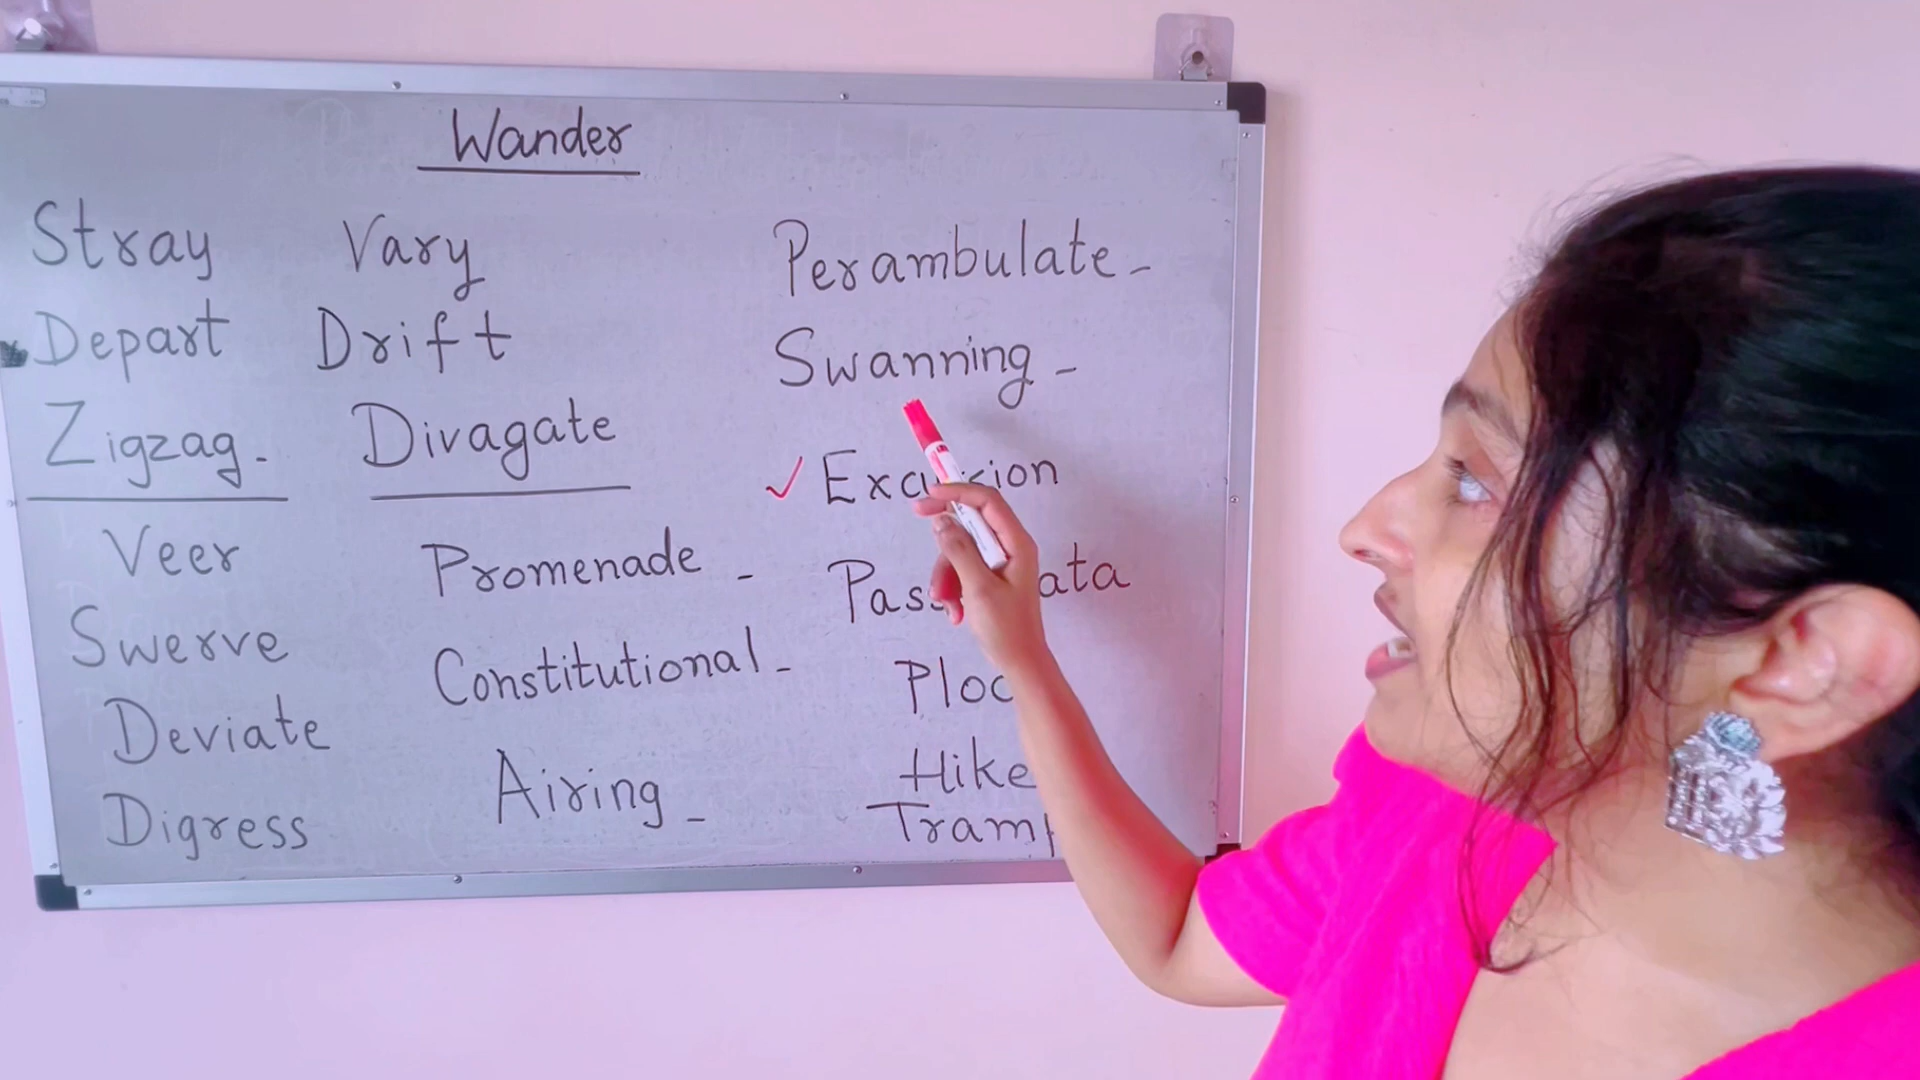 Wander
Stray Vary
Depart Drift
Zigzag. Divagate
Veer
Swerve
Deviate
Digress
Promenade -
Constitutional -
Airing -
Perambulate -
Swanning -
✓
Hike